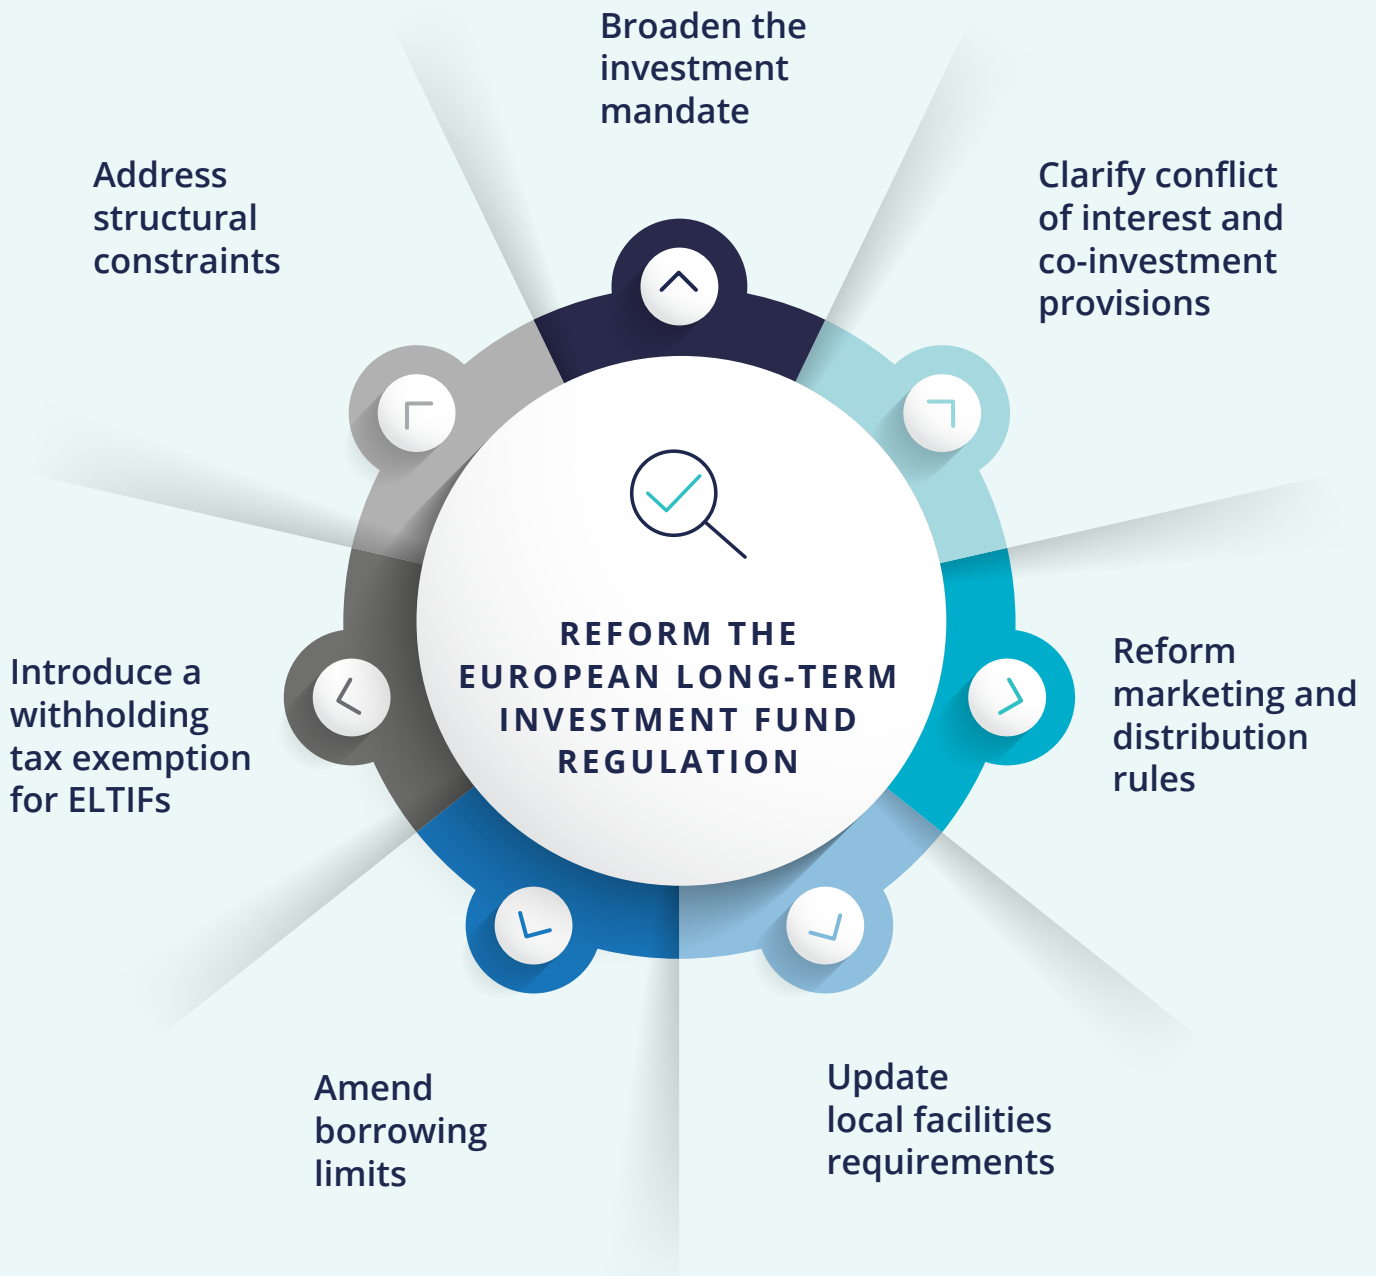 Broaden the
investment
mandate
Address
structural
constraints
Clarify conflict
of interest and
co-investment
provisions
REFORM THE
EUROPEAN LONG-TERM
INVESTMENT FUND
REGULATION
Introduce a
withholding
tax exemption
for ELTIFs
Reform
marketing and
distribution
rules
Amend
borrowing
limits
Update
local facilities
requirements